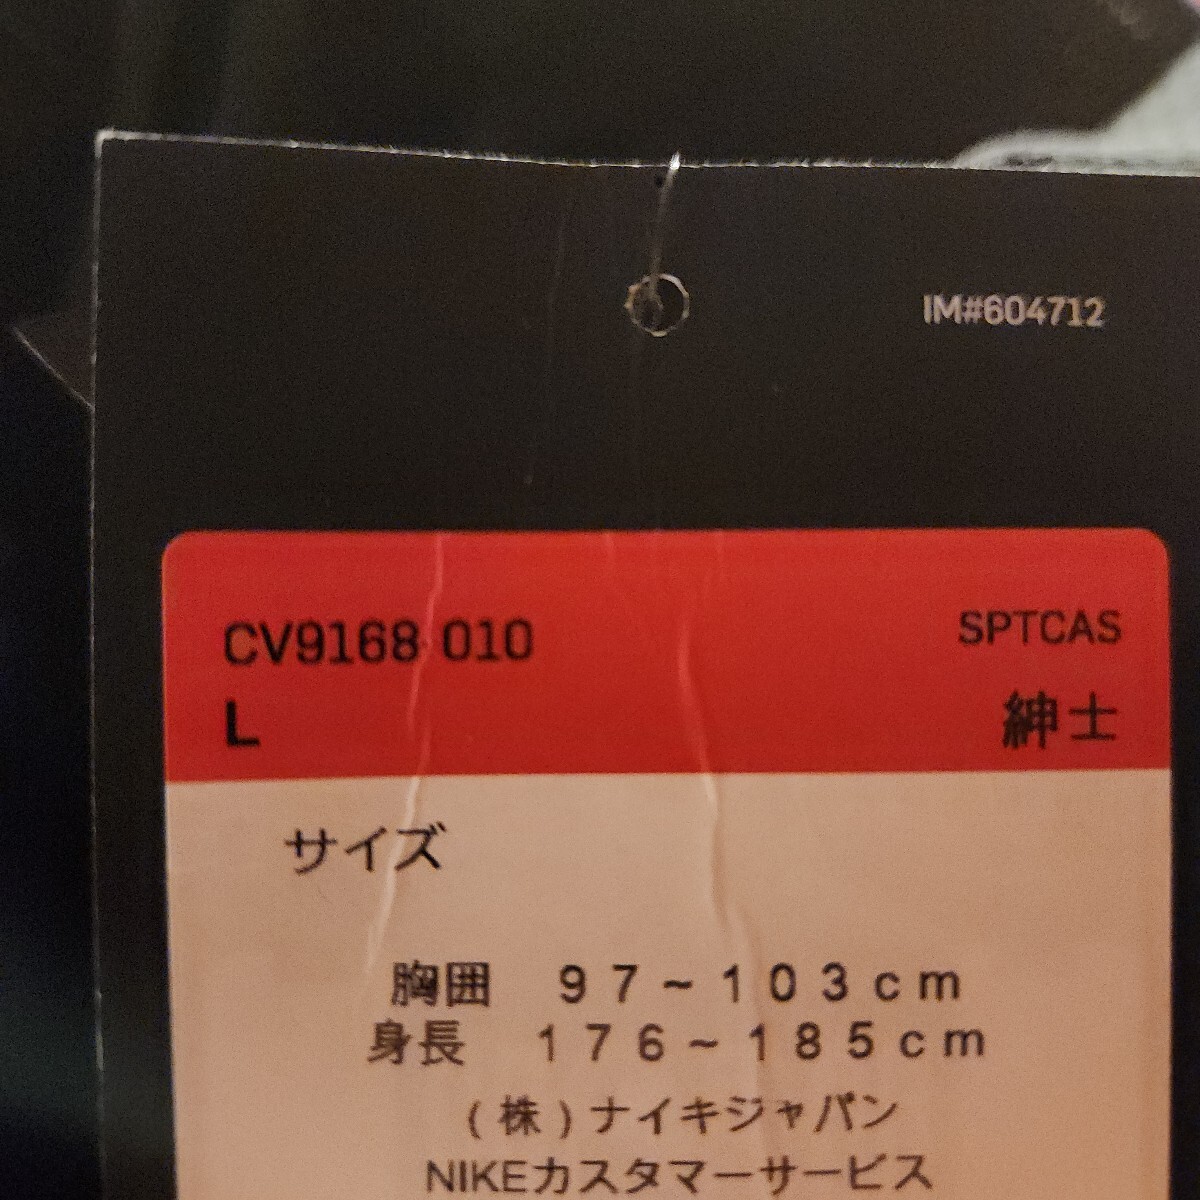 IM#604712
CV9168 010 SPTCAS
L 紳士
サイズ
胸囲 97~103cm
身長 176~185cm
(株)ナイキジャパン
NIKEカスタマーサービス